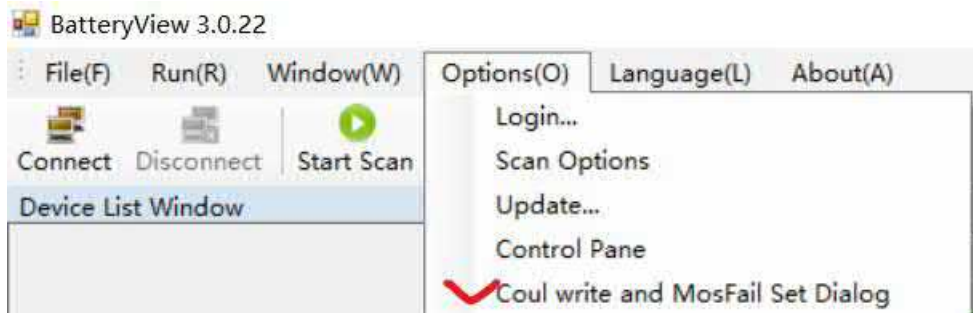 BatteryView 3.0.22
File(F) Run(R) Window(W) Options(O) Language(L) About(A)
Connect Disconnect Start Scan
Device List Window
Login...
Scan Options
Update...
Control Pane
Coul write and MosFail Set Dialog